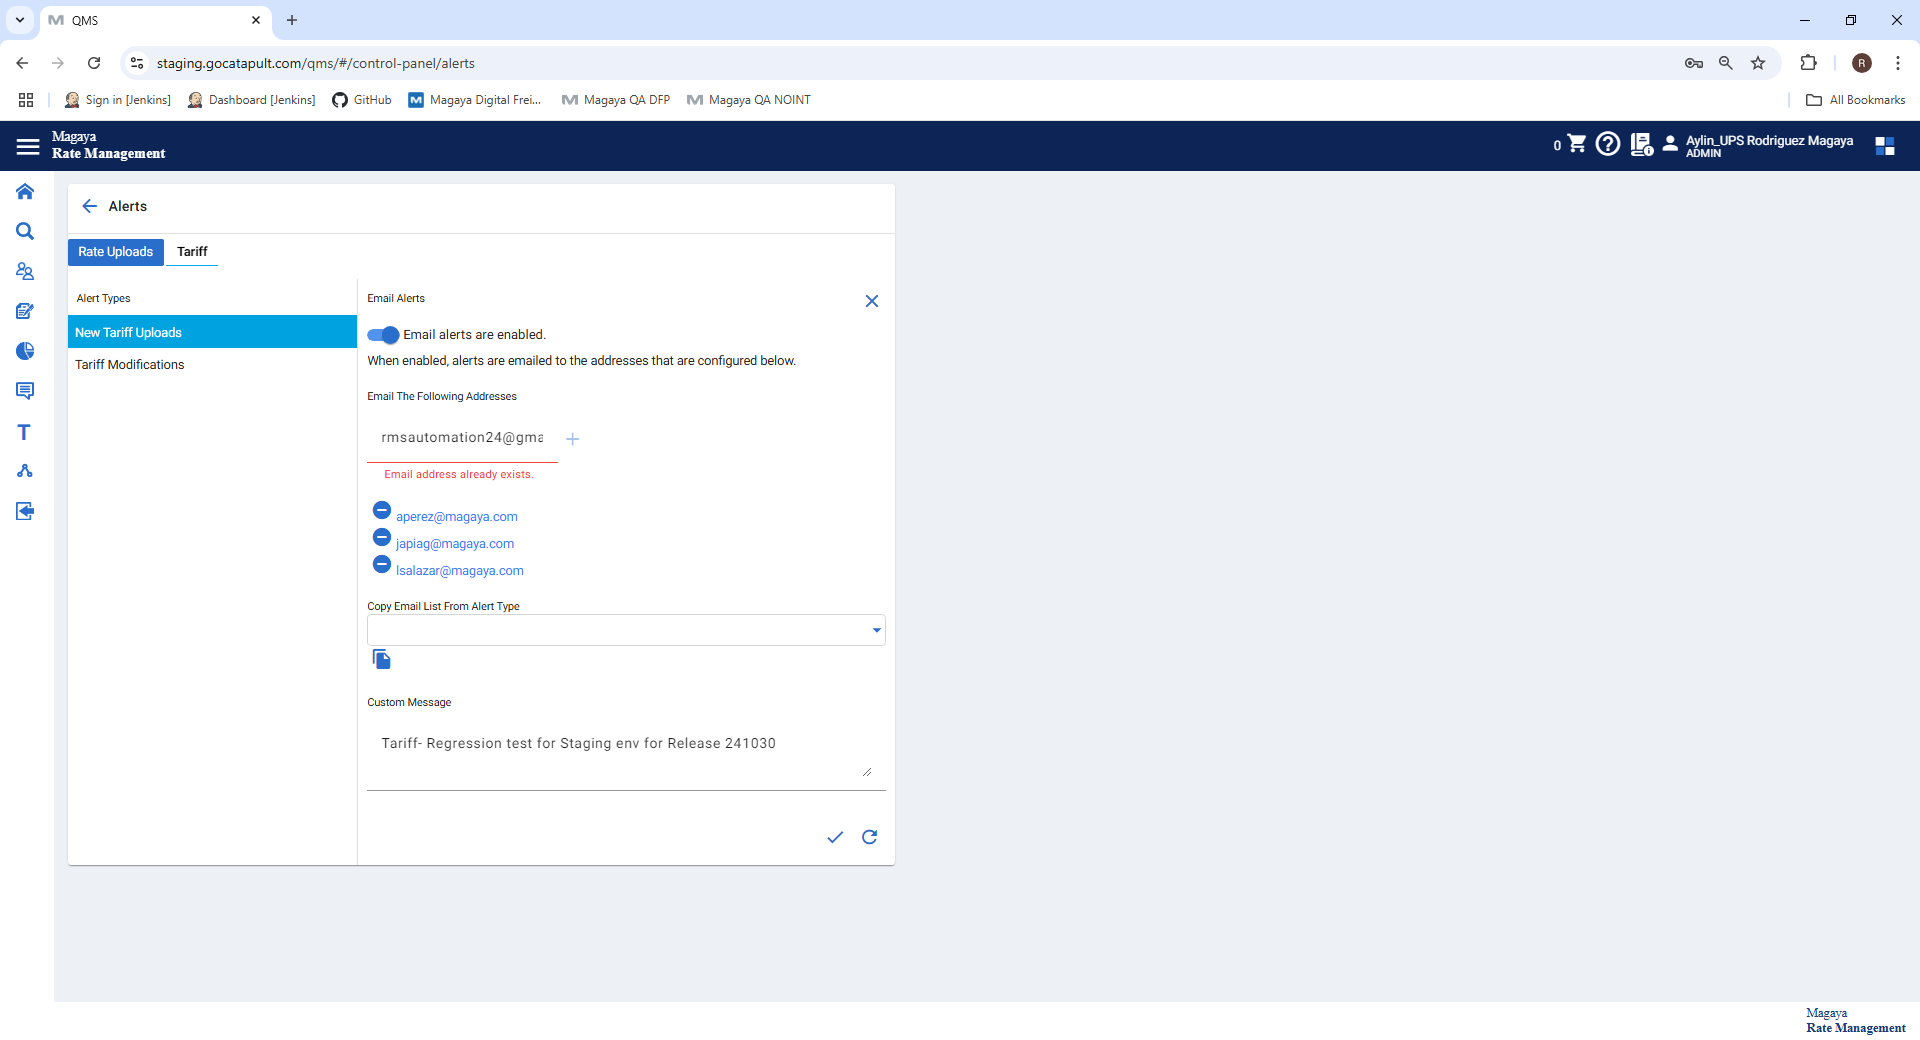 QMS
staging.gocatapult.com/qms/#/control-panel/alerts
R
Sign in [Jenkins]
Dashboard [Jenkins]
GitHub
Magaya Digital Frei...
Magaya QA DFP
Magaya QA NOINT
All Bookmarks
Magaya
Rate Management
0
Aylin_UPS Rodriguez Magaya
ADMIN
Alerts
Rate Uploads
Tariff
Alert Types
New Tariff Uploads
Tariff Modifications
Email Alerts
Email alerts are enabled.
When enabled, alerts are emailed to the addresses that are configured below.
Email The Following Addresses
rmsautomation24@gma
Email address already exists.
aperez@magaya.com
japiag@magaya.com
lsalazar@magaya.com
Copy Email List From Alert Type
Custom Message
Tariff- Regression test for Staging env for Release 241030
T
Magaya
Rate Management